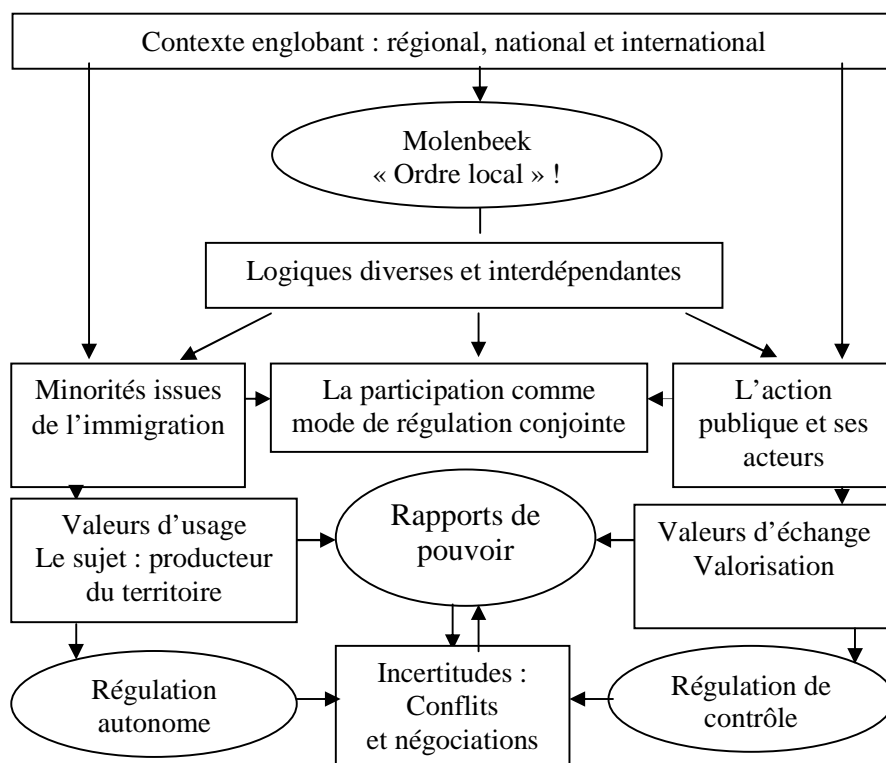 Contexte englobant : régional, national et international
Molenbeek
« Ordre local » !
Logiques diverses et interdépendantes
Minorités issues
de l’immigration
La participation comme
mode de régulation conjointe
L’action
publique et ses
acteurs
Valeurs d’usage
Le sujet : producteur
du territoire
Rapports de
pouvoir
Valeurs d’échange
Valorisation
Régulation
autonome
Incertitudes :
Conflits
et négociations
Régulation de
contrôle